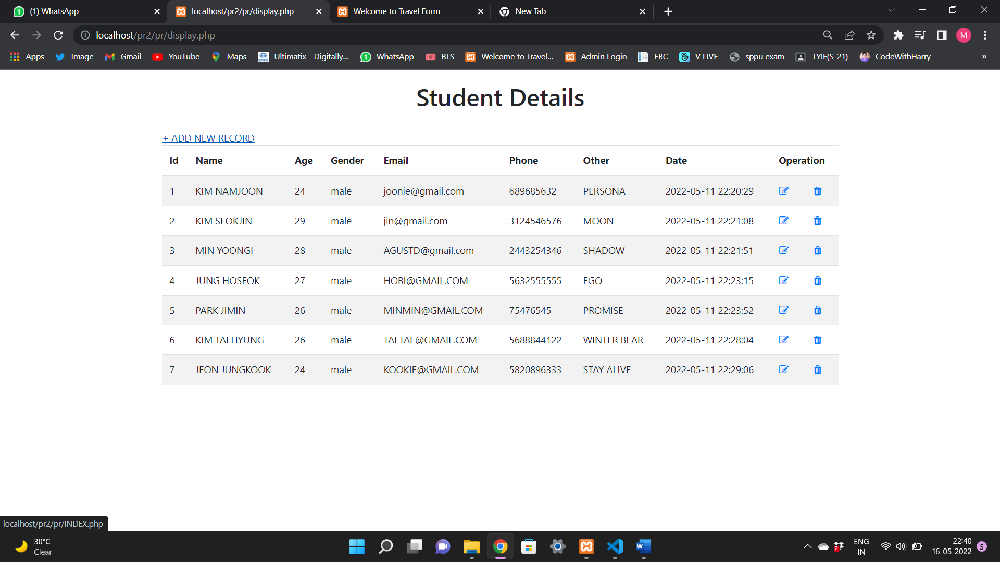 (1) WhatsApp localhost/pr2/pr/display.php Welcome to Travel Form New Tab
localhost/pr2/pr/display.php M
Apps Image Gmail YouTube Maps Ultimatix - Digitally... WhatsApp BTS Welcome to Travel... Admin Login EBC V LIVE sppu exam TYIF(S-21) CodeWithHarry »
Student Details
+ ADD NEW RECORD
Id Name Age Gender Email Phone Other Date Operation
1 KIM NAMJOON 24 male joonie@gmail.com 689685632 PERSONA 2022-05-11 22:20:29
2 KIM SEOKJIN 29 male jin@gmail.com 3124546576 MOON 2022-05-11 22:21:08
3 MIN YOONGI 28 male AGUSTD@gmail.com 2443254346 SHADOW 2022-05-11 22:21:51
4 JUNG HOSEOK 27 male HOBI@GMAIL.COM 5632555555 EGO 2022-05-11 22:23:15
5 PARK JIMIN 26 male MINMIN@GMAIL.COM 75476545 PROMISE 2022-05-11 22:23:52
6 KIM TAEHYUNG 26 male TAETAE@GMAIL.COM 5688844122 WINTER BEAR 2022-05-11 22:28:04
7 JEON JUNGKOOK 24 male KOOKIE@GMAIL.COM 5820896333 STAY ALIVE 2022-05-11 22:29:06
localhost/pr2/pr/INDEX.php
30°C ENG 22:40
Clear IN 16-05-2022 5